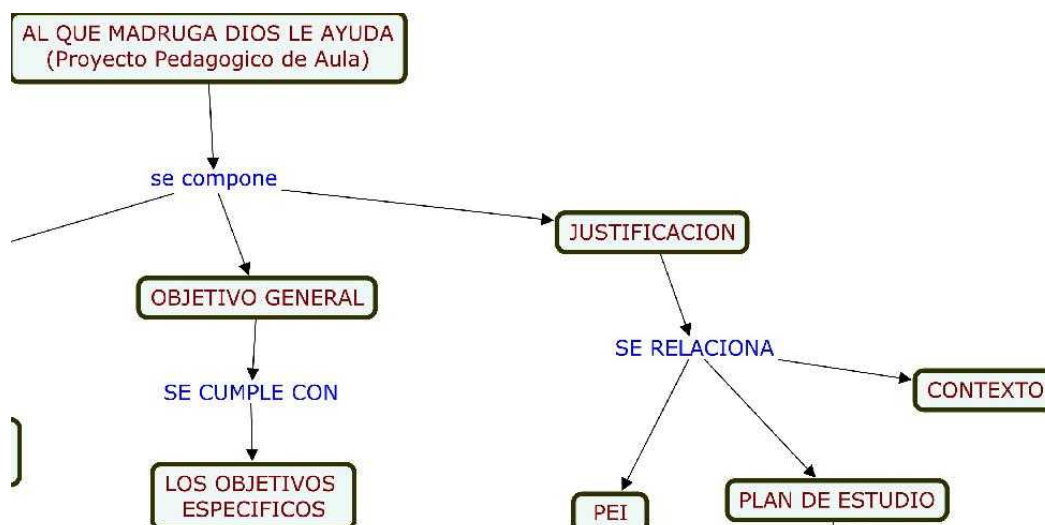 AL QUE MADRUGA DIOS LE AYUDA
(Proyecto Pedagogico de Aula)
se compone
JUSTIFICACION
OBJETIVO GENERAL
SE RELACIONA
SE CUMPLE CON
CONTEXTO
LOS OBJETIVOS
ESPECIFICOS
PEI
PLAN DE ESTUDIO